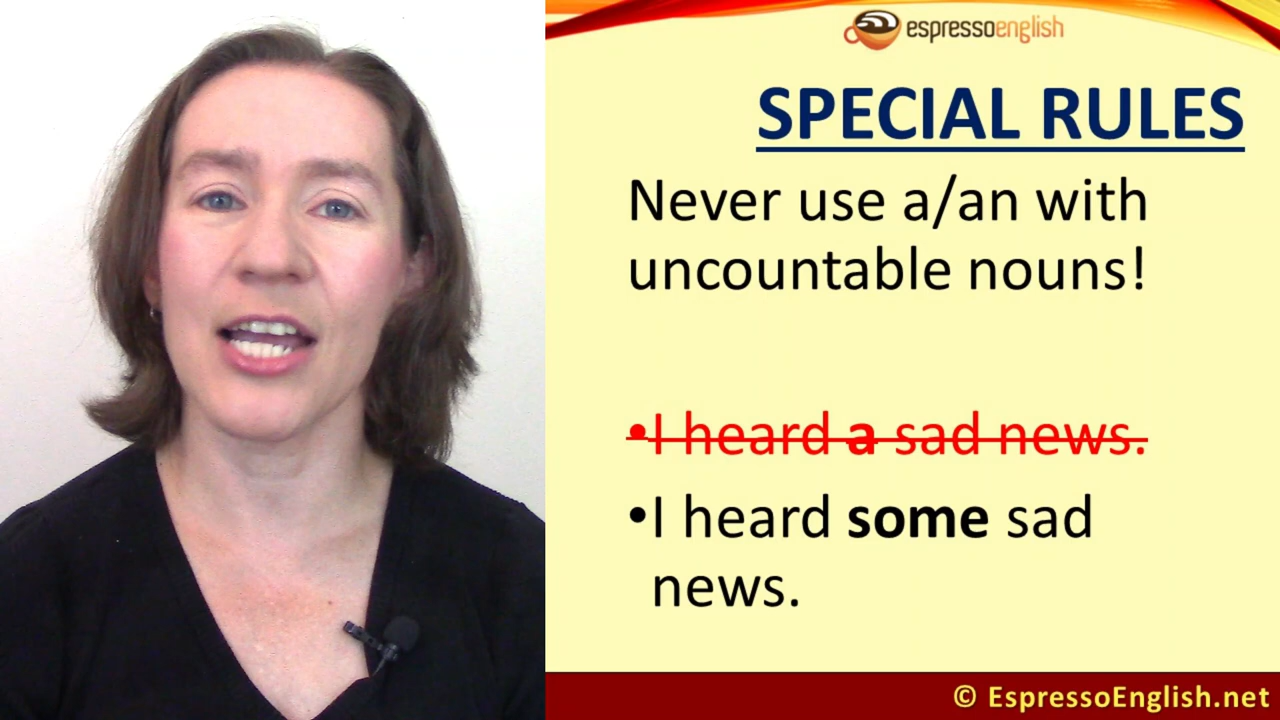 espressoenglish
SPECIAL RULES
Never use a/an with
uncountable nouns!
•I heard a sad news.
•I heard some sad
news.
© EspressoEnglish.net